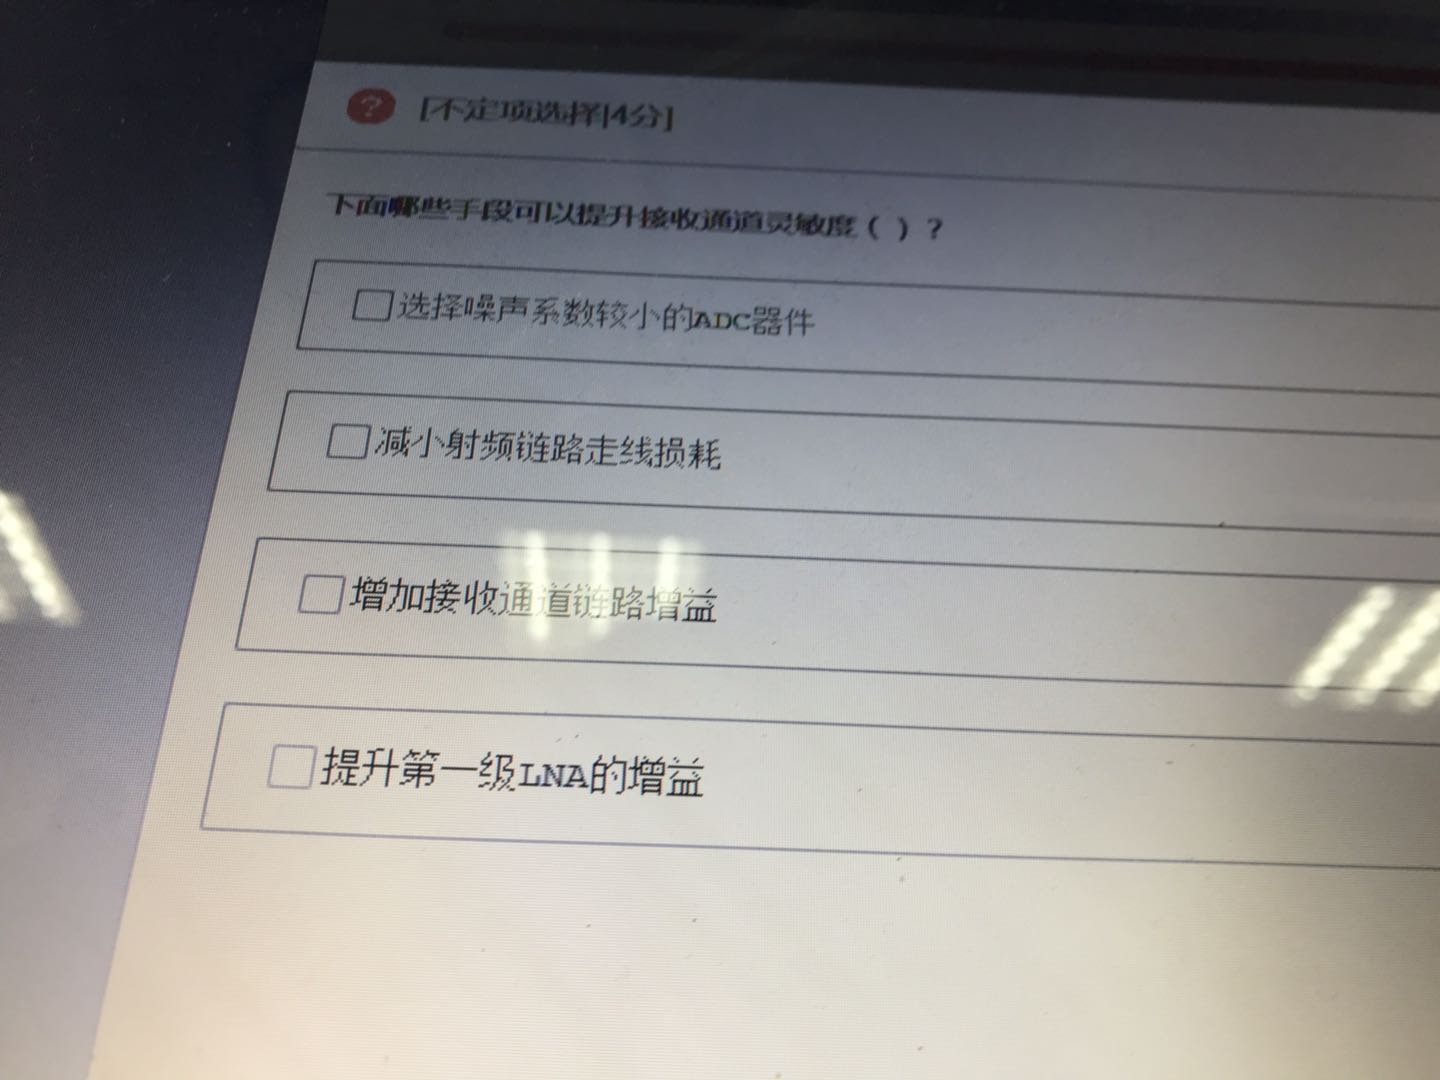 [不定项选择|4分]
下面哪些手段可以提升接收通道灵敏度（ ）？
选择噪声系数较小的ADC器件
减小射频链路走线损耗
增加接收通道链路增益
提升第一级LNA的增益